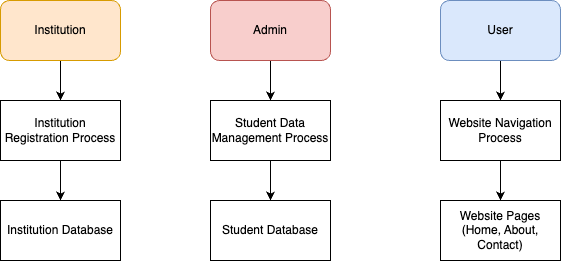 Institution
Admin
User
Institution
Registration Process
Student Data
Management Process
Website Navigation
Process
Institution Database
Student Database
Website Pages
(Home, About,
Contact)